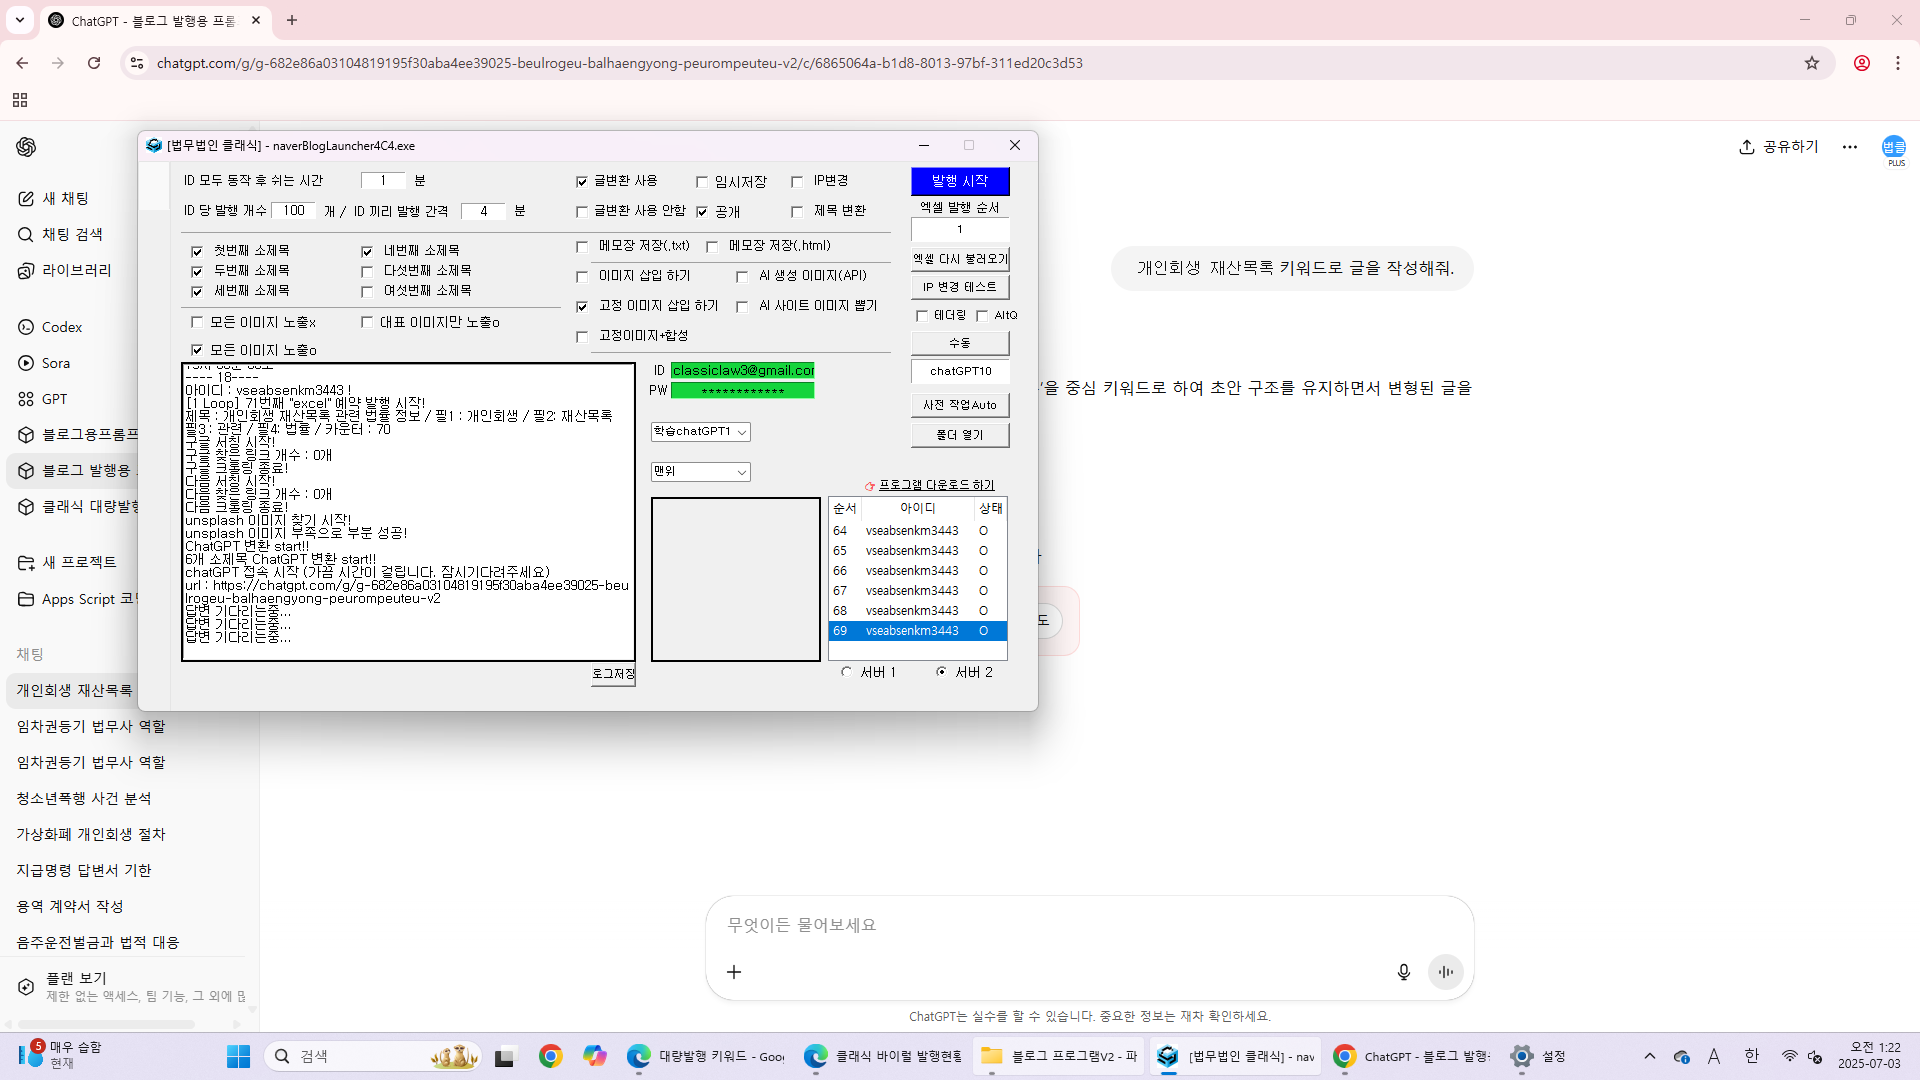 ChatGPT - 블로그 발행용 프롬
chatgpt.com/g/g-682e86a03104819195f30aba4ee39025-beulrogeu-balhaengyong-peurompeuteu-v2/c/6865064a-b1d8-8013-97bf-311ed20c3d53
공유하기
법클
PLUS
새 채팅
채팅 검색
라이브러리
Codex
Sora
GPT
블로그용프롬프
블로그 발행용
클래식 대량발행
새 프로젝트
Apps Script 코
채팅
개인회생 재산목록
임차권등기 법무사 역할
임차권등기 법무사 역할
청소년폭행 사건 분석
가상화폐 개인회생 절차
지급명령 답변서 기한
용역 계약서 작성
음주운전벌금과 법적 대응
플랜 보기
제한 없는 액세스, 팀 기능, 그 외에 많
[법무법인 클래식] - naverBlogLauncher4C4.exe
ID 모두 동작 후 쉬는 시간 1 분
ID 당 발행 개수 100 개 / ID 끼리 발행 간격 4 분
첫번째 소제목 네번째 소제목
두번째 소제목 다섯번째 소제목
세번째 소제목 여섯번째 소제목
모든 이미지 노출x 대표 이미지만 노출o
모든 이미지 노출o
글변환 사용 임시저장 IP변경
글변환 사용 안함 공개 제목 변환
메모장 저장(.txt) 메모장 저장(.html)
이미지 삽입 하기 AI 생성 이미지(API)
고정 이미지 삽입 하기 AI 사이트 이미지 뽑기
고정이미지+합성
발행 시작
엑셀 발행 순서
1
엑셀 다시 불러오기
IP 변경 테스트
테더링 AltQ
수동
chatGPT10
사전 작업Auto
폴더 열기
---- 18----
아이디 : vseabsenkm3443 !
[1 Loop] 71번째 "excel" 예약 발행 시작!
제목 : 개인회생 재산목록 관련 법률 정보 / 필1 : 개인회생 / 필2: 재산목록
필3 : 관련 / 필4: 법률 / 카운터 : 70
구글 서칭 시작!
구글 찾은 링크 개수 : 0개
구글 크롤링 종료!
다음 서칭 시작!
다음 찾은 링크 개수 : 0개
다음 크롤링 종료!
unsplash 이미지 찾기 시작!
unsplash 이미지 부족으로 부분 성공!
ChatGPT 변환 start!!
6개 소제목 ChatGPT 변환 start!!
chatGPT 접속 시작 (가끔 시간이 걸립니다. 잠시기다려주세요)
url : https://chatgpt.com/g/g-682e86a03104819195f30aba4ee39025-beu
lrogeu-balhaengyong-peurompeuteu-v2
답변 기다리는중...
답변 기다리는중...
답변 기다리는중...
로그저장
ID classiclaw3@gmail.cor
PW ************
학습chatGPT1
맨위
프로그램 다운로드 하기
순서 아이디 상태
64 vseabsenkm3443 O
65 vseabsenkm3443 O
66 vseabsenkm3443 O
67 vseabsenkm3443 O
68 vseabsenkm3443 O
69 vseabsenkm3443 O
서버 1 서버 2
개인회생 재산목록 키워드로 글을 작성해줘.
'을 중심 키워드로 하여 초안 구조를 유지하면서 변형된 글을
도
무엇이든 물어보세요
ChatGPT는 실수를 할 수 있습니다. 중요한 정보는 재차 확인하세요.
5
매우 습함
현재
검색
대량발행 키워드 - Goo
클래식 바이럴 발행현황
블로그 프로그램V2 - 파
[법무법인 클래식] - nav
ChatGPT - 블로그 발행
설정
A
한
오전 1:22
2025-07-03